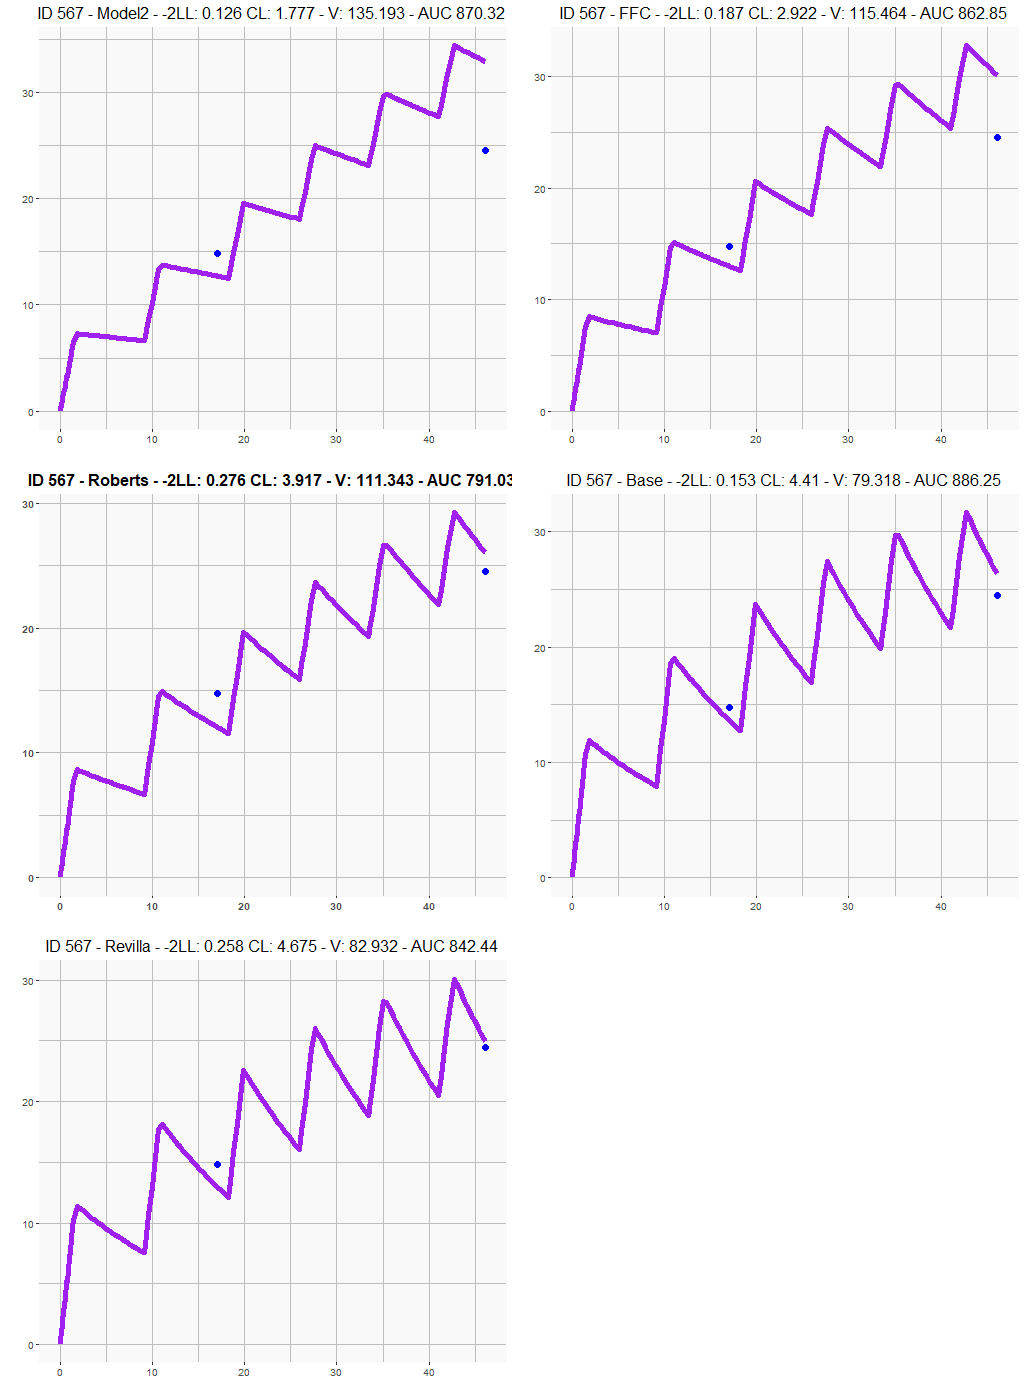 ID 567 - Model2 - -2LL: 0.126 CL: 1.777 - V: 135.193 - AUC 870.32
30
20
10
0
0 10 20 30 40
ID 567 - FFC - -2LL: 0.187 CL: 2.922 - V: 115.464 - AUC 862.85
30
20
10
0
0 10 20 30 40
ID 567 - Roberts - -2LL: 0.276 CL: 3.917 - V: 111.343 - AUC 791.03
30
20
10
0
0 10 20 30 40
ID 567 - Base - -2LL: 0.153 CL: 4.41 - V: 79.318 - AUC 886.25
30
20
10
0
0 10 20 30 40
ID 567 - Revilla - -2LL: 0.258 CL: 4.675 - V: 82.932 - AUC 842.44
30
20
10
0
0 10 20 30 40